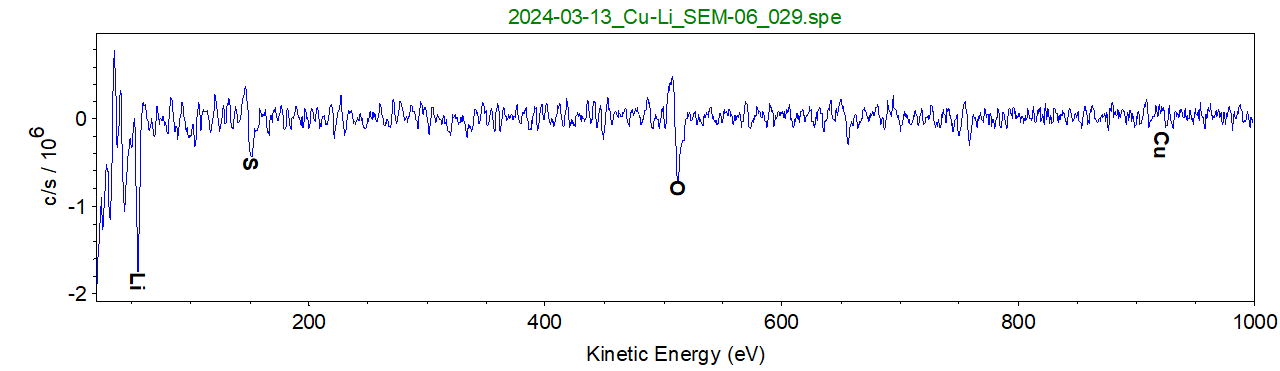 2024-03-13_Cu-Li_SEM-06_029.spe
c/s / 10^6
0
-1
-2
Li
S
O
Cu
200
400
600
800
1000
Kinetic Energy (eV)